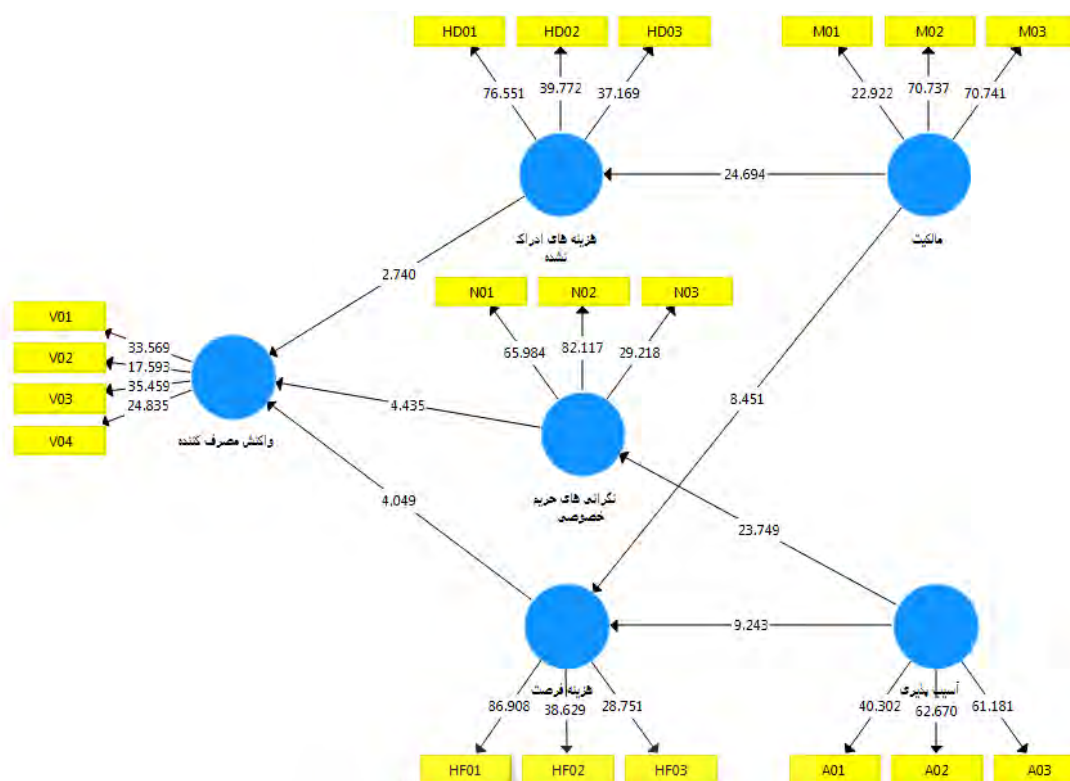 HD01 HD02 HD03 M01 M02 M03
76.551 39.772 37.169 22.922 70.737 70.741
24.694
هزینه های ادراک
نشده
مالکیت
2.740
N01 N02 N03
V01
V02
V03
V04
33.569
17.593
35.459
24.835
65.984 82.117 29.218
8.451
4.435
واکنش مصرف کننده
نگرانی های حریم
خصوصی
4.049
23.749
9.243
هزینه فرصت
آسیب پذیری
86.908 38.629 28.751 40.302 62.670 61.181
HF01 HF02 HF03 A01 A02 A03